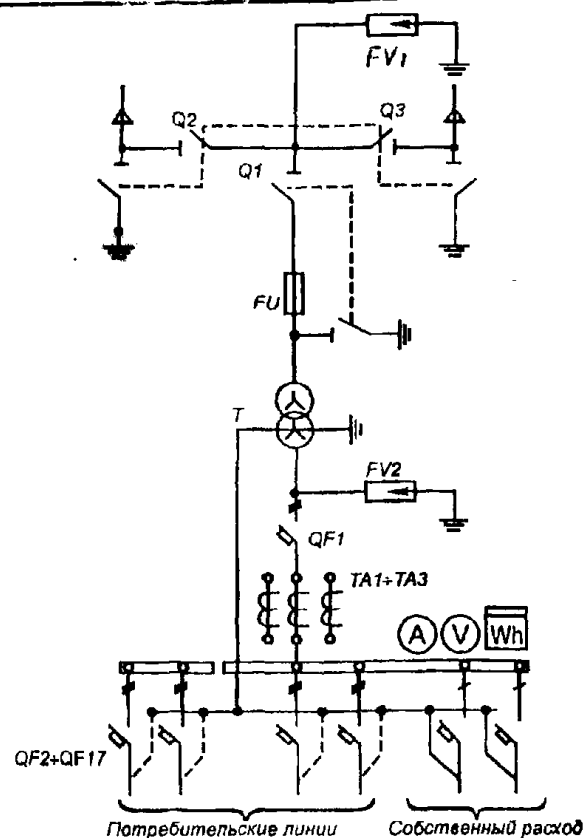 FV1
Q2
Q3
Q1
FU
T
FV2
QF1
TA1÷TA3
A
V
Wh
QF2÷QF17
Потребительские линии
Собственный расход